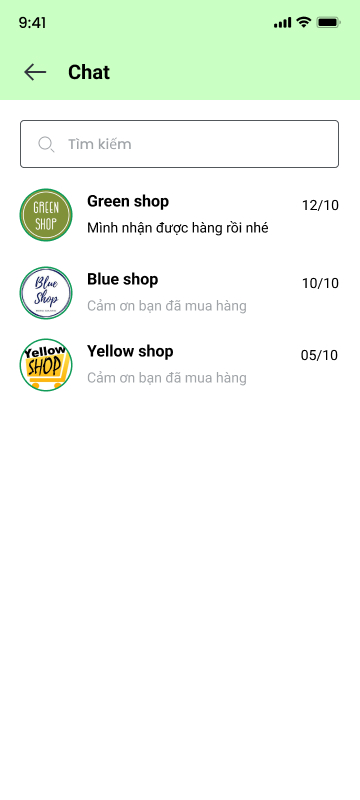 9:41
Chat
Tìm kiếm
GREEN
SHOP
Green shop
12/10
Mình nhận được hàng rồi nhé
Blue
Shop
Blue shop
10/10
Cảm ơn bạn đã mua hàng
Yellow
SHOP
Yellow shop
05/10
Cảm ơn bạn đã mua hàng